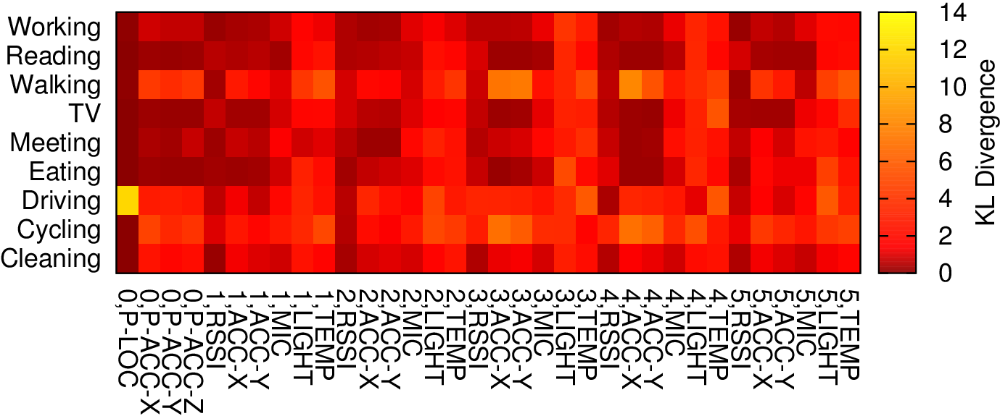 Working
Reading
Walking
TV
Meeting
Eating
Driving
Cycling
Cleaning
0,P-LOC
0,P-ACC-X
0,P-ACC-Y
0,P-ACC-Z
1,RSSI
1,ACC-X
1,ACC-Y
1,MIC
1,LIGHT
1,TEMP
2,RSSI
2,ACC-X
2,ACC-Y
2,MIC
2,LIGHT
2,TEMP
3,RSSI
3,ACC-X
3,ACC-Y
3,MIC
3,LIGHT
3,TEMP
4,RSSI
4,ACC-X
4,ACC-Y
4,MIC
4,LIGHT
4,TEMP
5,RSSI
5,ACC-X
5,ACC-Y
5,MIC
5,LIGHT
5,TEMP
14
12
10
8
6
4
2
0
KL Divergence